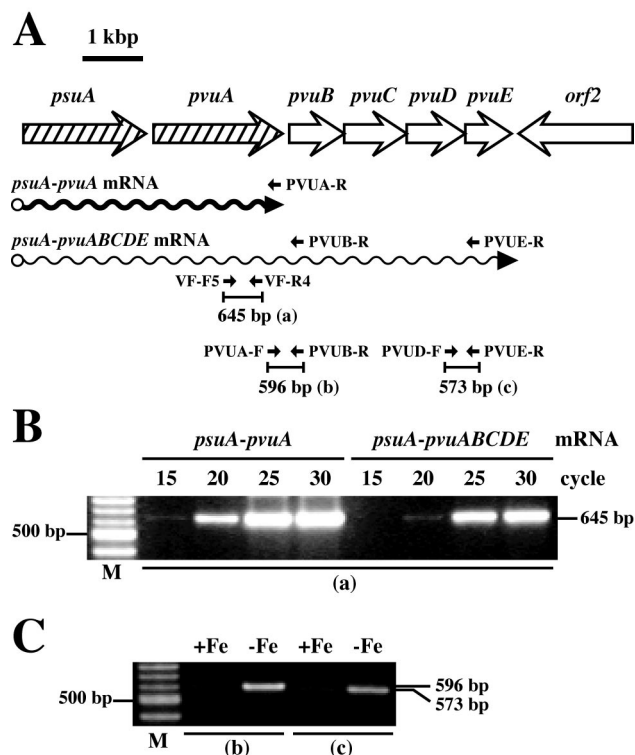 A
1 kbp
psuA pvuA pvuB pvuC pvuD pvuE orf2
psuA-pvuA mRNA
PVUA-R
psuA-pvuABCDE mRNA
PVUB-R PVUE-R
VF-F5 VF-R4
645 bp (a)
PVUA-F PVUB-R PVUD-F PVUE-R
596 bp (b) 573 bp (c)
B
psuA-pvuA psuA-pvuABCDE mRNA
15 20 25 30 15 20 25 30 cycle
500 bp 645 bp
M
(a)
C
+Fe -Fe +Fe -Fe
596 bp
500 bp 573 bp
M (b) (c)